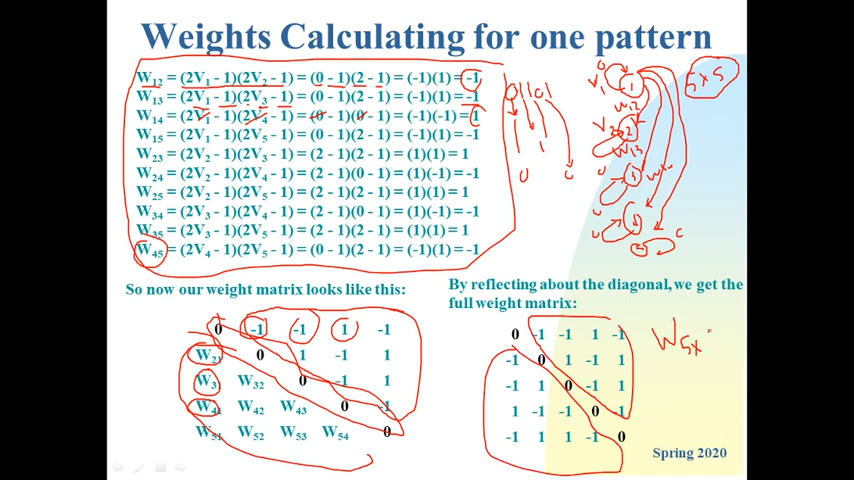 Weights Calculating for one pattern
W12 = (2V1 - 1)(2V2 - 1) = (0 - 1)(2 - 1) = (-1)(1) = -1
W13 = (2V1 - 1)(2V3 - 1) = (0 - 1)(2 - 1) = (-1)(1) = -1
W14 = (2V1 - 1)(2V4 - 1) = (0 - 1)(0 - 1) = (-1)(-1) = 1
W15 = (2V1 - 1)(2V5 - 1) = (0 - 1)(2 - 1) = (-1)(1) = -1
W23 = (2V2 - 1)(2V3 - 1) = (2 - 1)(2 - 1) = (1)(1) = 1
W24 = (2V2 - 1)(2V4 - 1) = (2 - 1)(0 - 1) = (1)(-1) = -1
W25 = (2V2 - 1)(2V5 - 1) = (2 - 1)(2 - 1) = (1)(1) = 1
W34 = (2V3 - 1)(2V4 - 1) = (2 - 1)(0 - 1) = (1)(-1) = -1
W35 = (2V3 - 1)(2V5 - 1) = (2 - 1)(2 - 1) = (1)(1) = 1
W45 = (2V4 - 1)(2V5 - 1) = (0 - 1)(2 - 1) = (-1)(1) = -1
5x5
V1
W12
V2
W13
So now our weight matrix looks like this:
0 -1 -1 1 -1
W21 0 1 -1 1
W3 W32 0 -1 1
W41 W42 W43 0 -1
W51 W52 W53 W54 0
By reflecting about the diagonal, we get the
full weight matrix:
0 -1 -1 1 -1
-1 0 1 -1 1
-1 1 0 -1 1
1 -1 -1 0 -1
-1 1 1 -1 0
W5x
Spring 2020